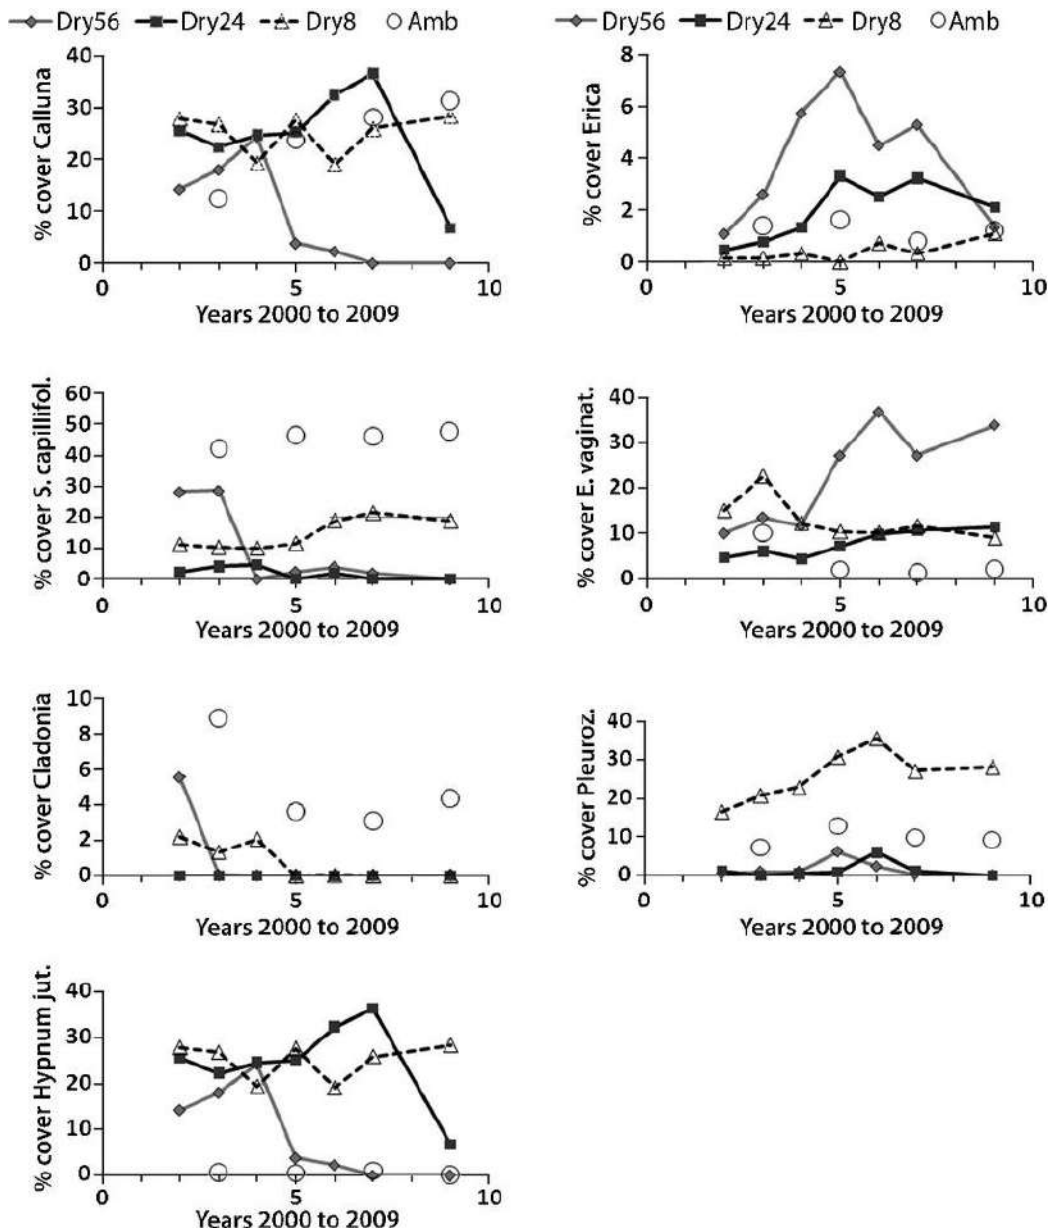 Dry56 Dry24 Dry8 Amb
40
30
20
10
0
0 5 10
% cover Calluna
Years 2000 to 2009
Dry56 Dry24 Dry8 Amb
8
6
4
2
0
0 5 10
% cover Erica
Years 2000 to 2009
60
50
40
30
20
10
0
0 5 10
% cover S. capillifol.
Years 2000 to 2009
40
30
20
10
0
0 5 10
% cover E. vaginat.
Years 2000 to 2009
10
8
6
4
2
0
0 5 10
% cover Cladonia
Years 2000 to 2009
40
30
20
10
0
0 5 10
% cover Pleuroz.
Years 2000 to 2009
40
30
20
10
0
0 5 10
% cover Hypnum jut.
Years 2000 to 2009